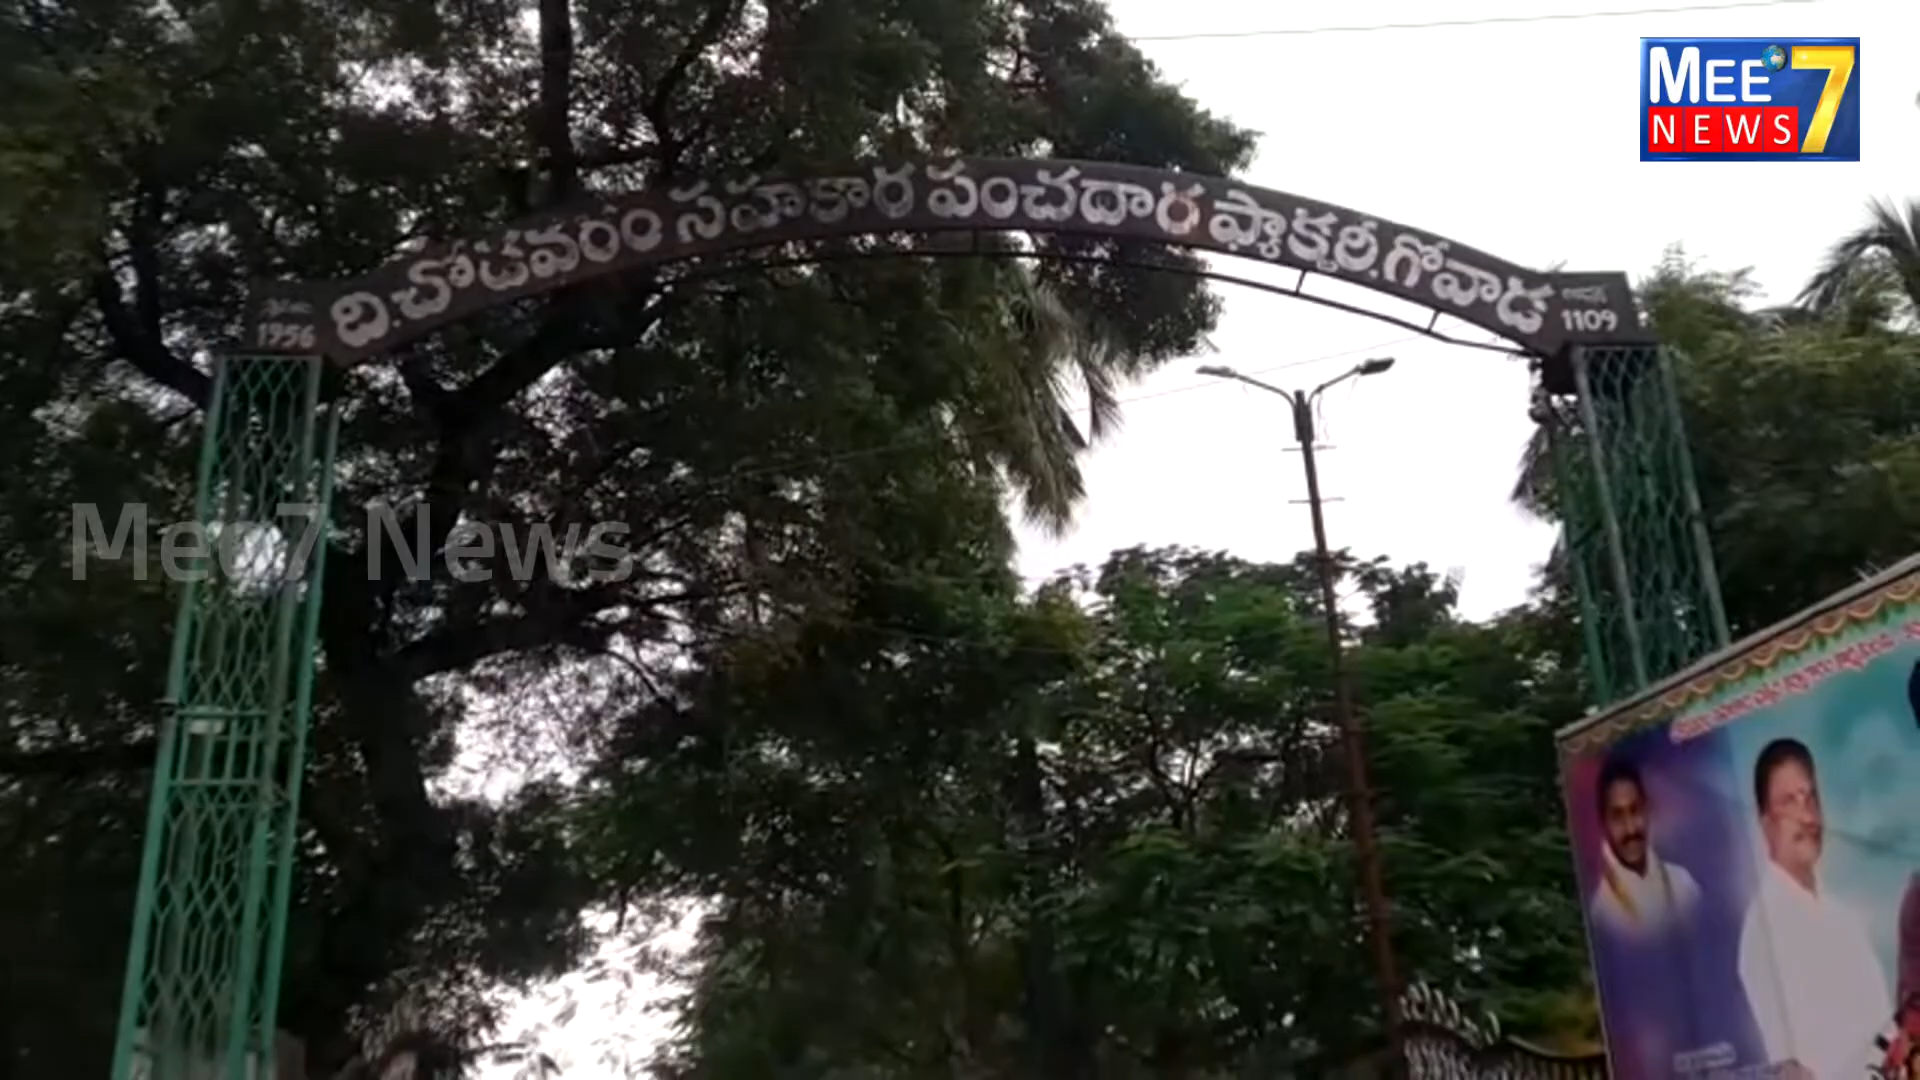 MEE 7
NEWS
ది.చోడవరం సహకార పంచదార ఫ్యాక్టరీ.గోవాడ
1956
1109
Mee7 News